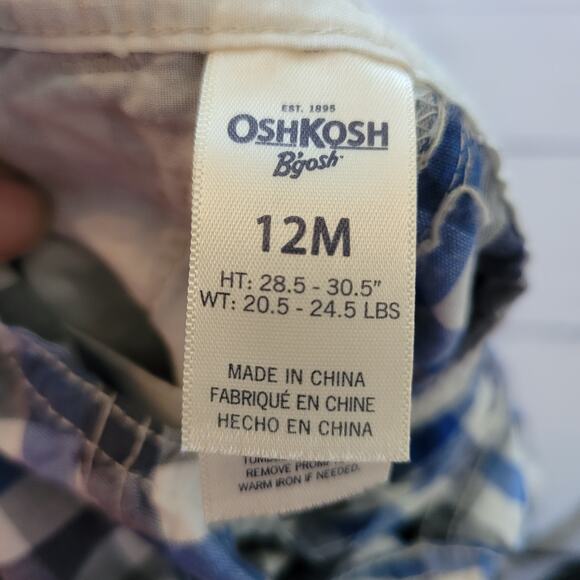 EST. 1895
OSHKOSH
B'gosh
12M
HT: 28.5 - 30.5"
WT: 20.5 - 24.5 LBS
MADE IN CHINA
FABRIQUÉ EN CHINE
HECHO EN CHINA
REMOVE
WARM IRON IF NEEDED.